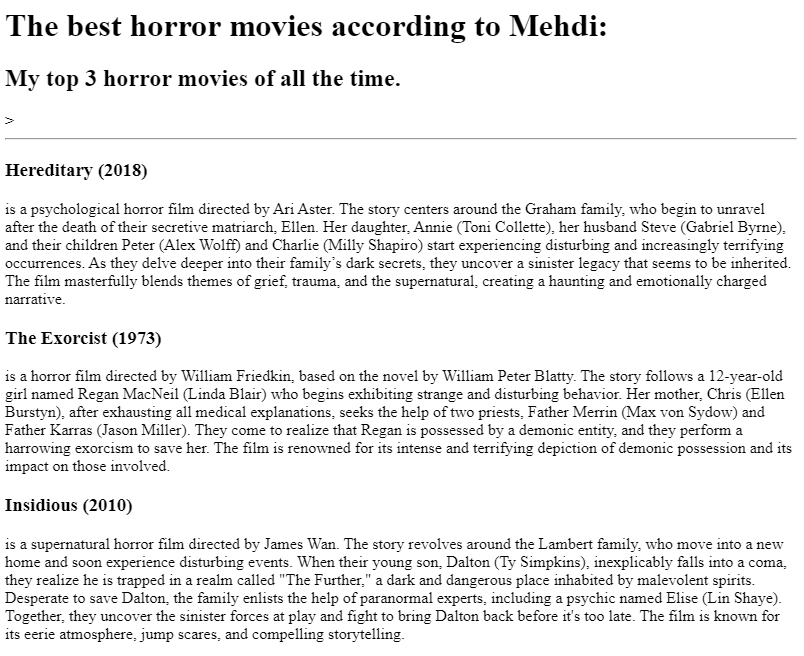 The best horror movies according to Mehdi:
My top 3 horror movies of all the time.
>
Hereditary (2018)
is a psychological horror film directed by Ari Aster. The story centers around the Graham family, who begin to unravel
after the death of their secretive matriarch, Ellen. Her daughter, Annie (Toni Collette), her husband Steve (Gabriel Byrne),
and their children Peter (Alex Wolff) and Charlie (Milly Shapiro) start experiencing disturbing and increasingly terrifying
occurrences. As they delve deeper into their family’s dark secrets, they uncover a sinister legacy that seems to be inherited.
The film masterfully blends themes of grief, trauma, and the supernatural, creating a haunting and emotionally charged
narrative.
The Exorcist (1973)
is a horror film directed by William Friedkin, based on the novel by William Peter Blatty. The story follows a 12-year-old
girl named Regan MacNeil (Linda Blair) who begins exhibiting strange and disturbing behavior. Her mother, Chris (Ellen
Burstyn), after exhausting all medical explanations, seeks the help of two priests, Father Merrin (Max von Sydow) and
Father Karras (Jason Miller). They come to realize that Regan is possessed by a demonic entity, and they perform a
harrowing exorcism to save her. The film is renowned for its intense and terrifying depiction of demonic possession and its
impact on those involved.
Insidious (2010)
is a supernatural horror film directed by James Wan. The story revolves around the Lambert family, who move into a new
home and soon experience disturbing events. When their young son, Dalton (Ty Simpkins), inexplicably falls into a coma,
they realize he is trapped in a realm called "The Further," a dark and dangerous place inhabited by malevolent spirits.
Desperate to save Dalton, the family enlists the help of paranormal experts, including a psychic named Elise (Lin Shaye).
Together, they uncover the sinister forces at play and fight to bring Dalton back before it's too late. The film is known for
its eerie atmosphere, jump scares, and compelling storytelling.